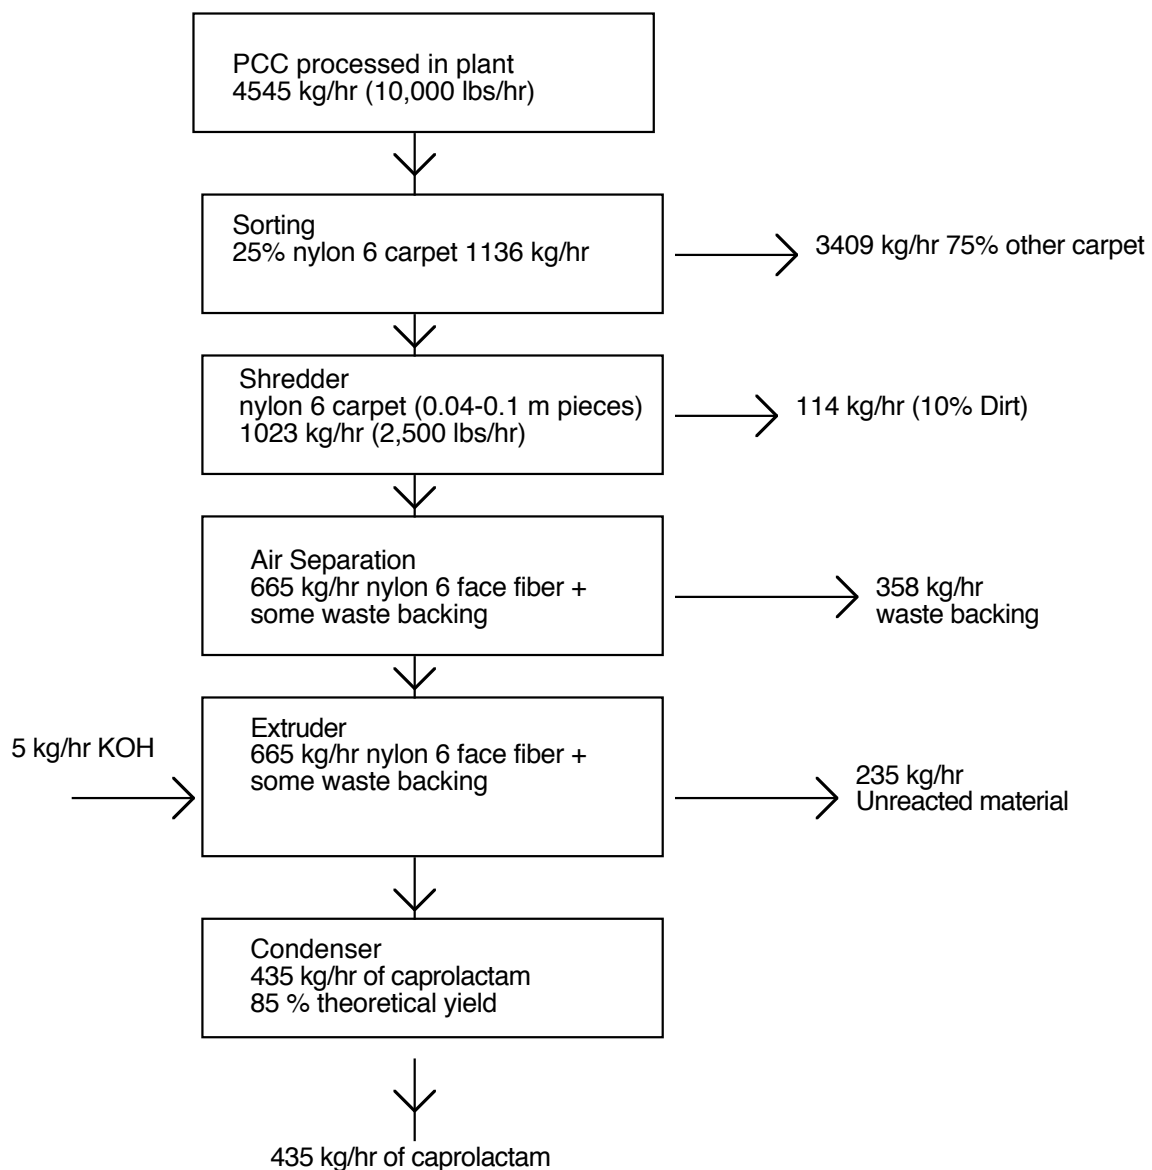 PCC processed in plant
4545 kg/hr (10,000 lbs/hr)
Sorting
25% nylon 6 carpet 1136 kg/hr
3409 kg/hr 75% other carpet
Shredder
nylon 6 carpet (0.04-0.1 m pieces)
1023 kg/hr (2,500 lbs/hr)
114 kg/hr (10% Dirt)
Air Separation
665 kg/hr nylon 6 face fiber +
some waste backing
358 kg/hr
waste backing
5 kg/hr KOH
Extruder
665 kg/hr nylon 6 face fiber +
some waste backing
235 kg/hr
Unreacted material
Condenser
435 kg/hr of caprolactam
85 % theoretical yield
435 kg/hr of caprolactam